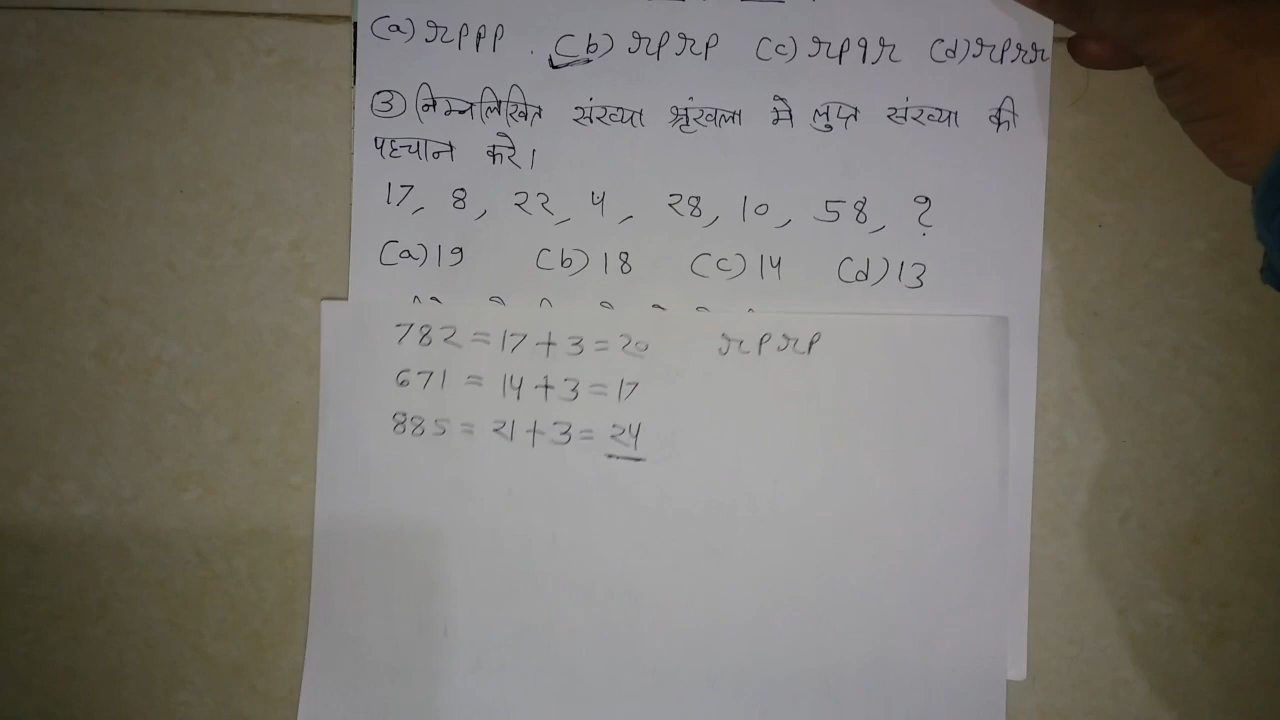 (a) rppp (b) rprp (c) rpqr (d) rprr
③ निम्नलिखित संख्या श्रृंखला मे लुप्त संख्या की
पहचान करे।
17, 8, 22, 4, 28, 10, 58, ?
(a) 19 (b) 18 (c) 14 (d) 13
782 = 17 + 3 = 20 rprp
671 = 14 + 3 = 17
885 = 21 + 3 = 24